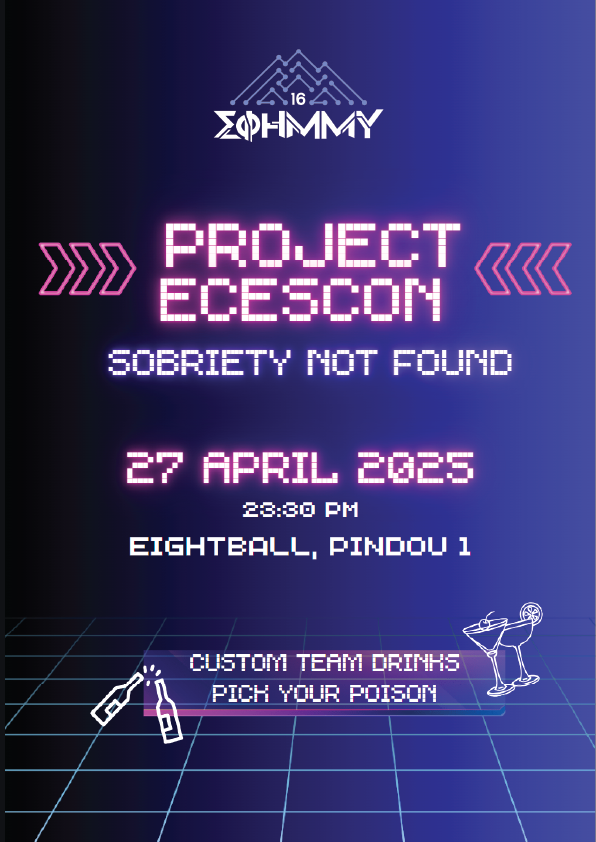 16
ΣΦΗΜΜΥ
PROJECT
ECESCON
SOBRIETY NOT FOUND
27 APRIL 2025
23:30 PM
EIGHTBALL, PINDOU 1
CUSTOM TEAM DRINKS
PICK YOUR POISON